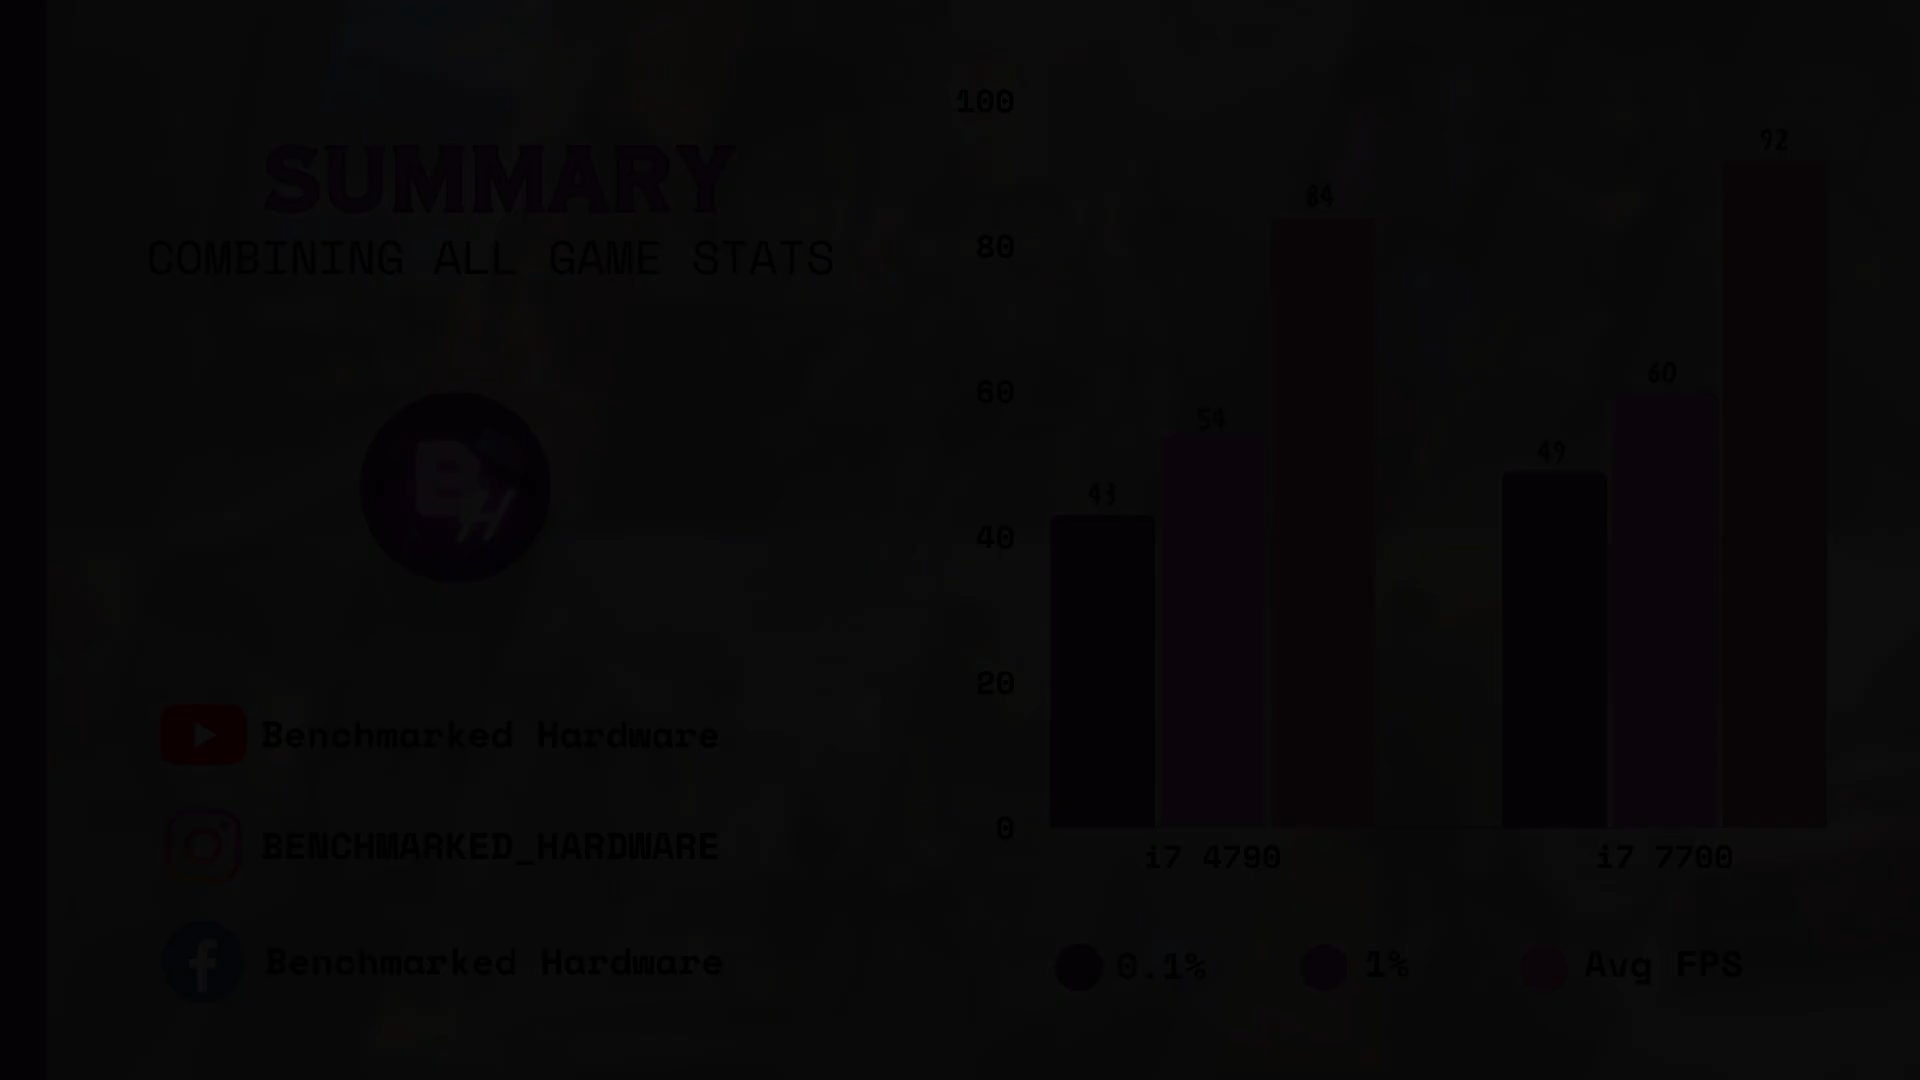 SUMMARY
COMBINING ALL GAME STATS
BH
Benchmarked Hardware
BENCHMARKED_HARDWARE
Benchmarked Hardware
100
80
60
40
20
0
43
54
84
49
60
92
i7 4790
i7 7700
0.1%
1%
Avg FPS